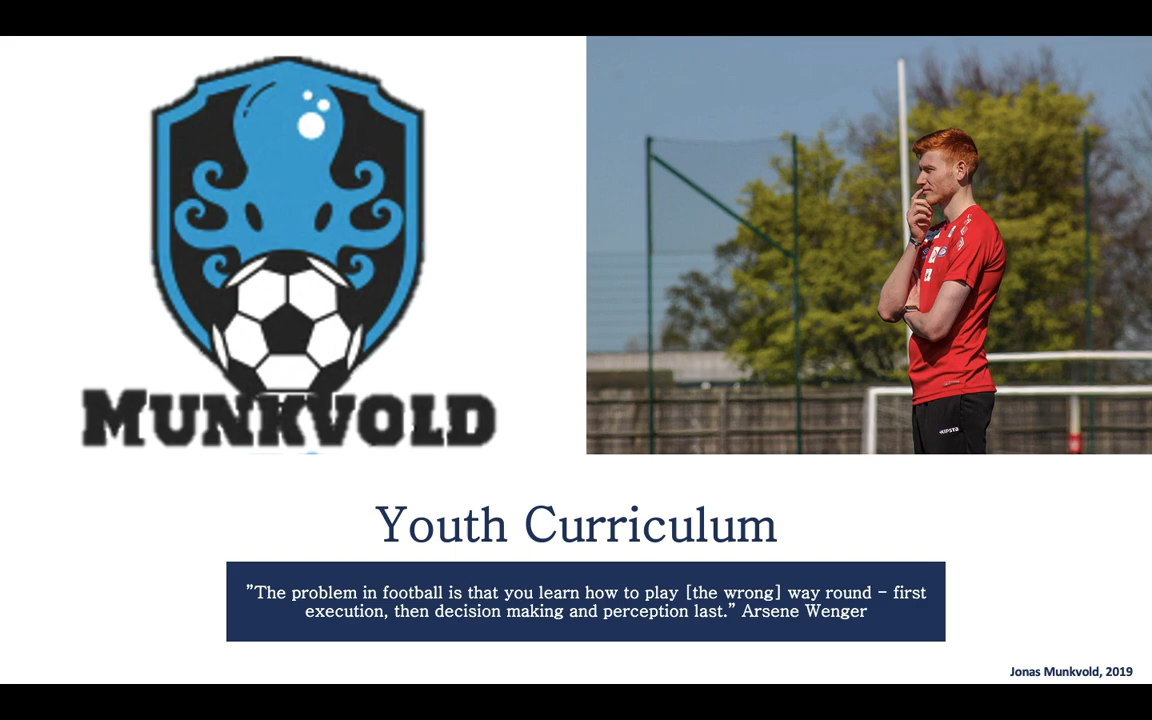 MUNKVOLD
KIPSTA
Youth Curriculum
"The problem in football is that you learn how to play [the wrong] way round – first
execution, then decision making and perception last." Arsene Wenger
Jonas Munkvold, 2019